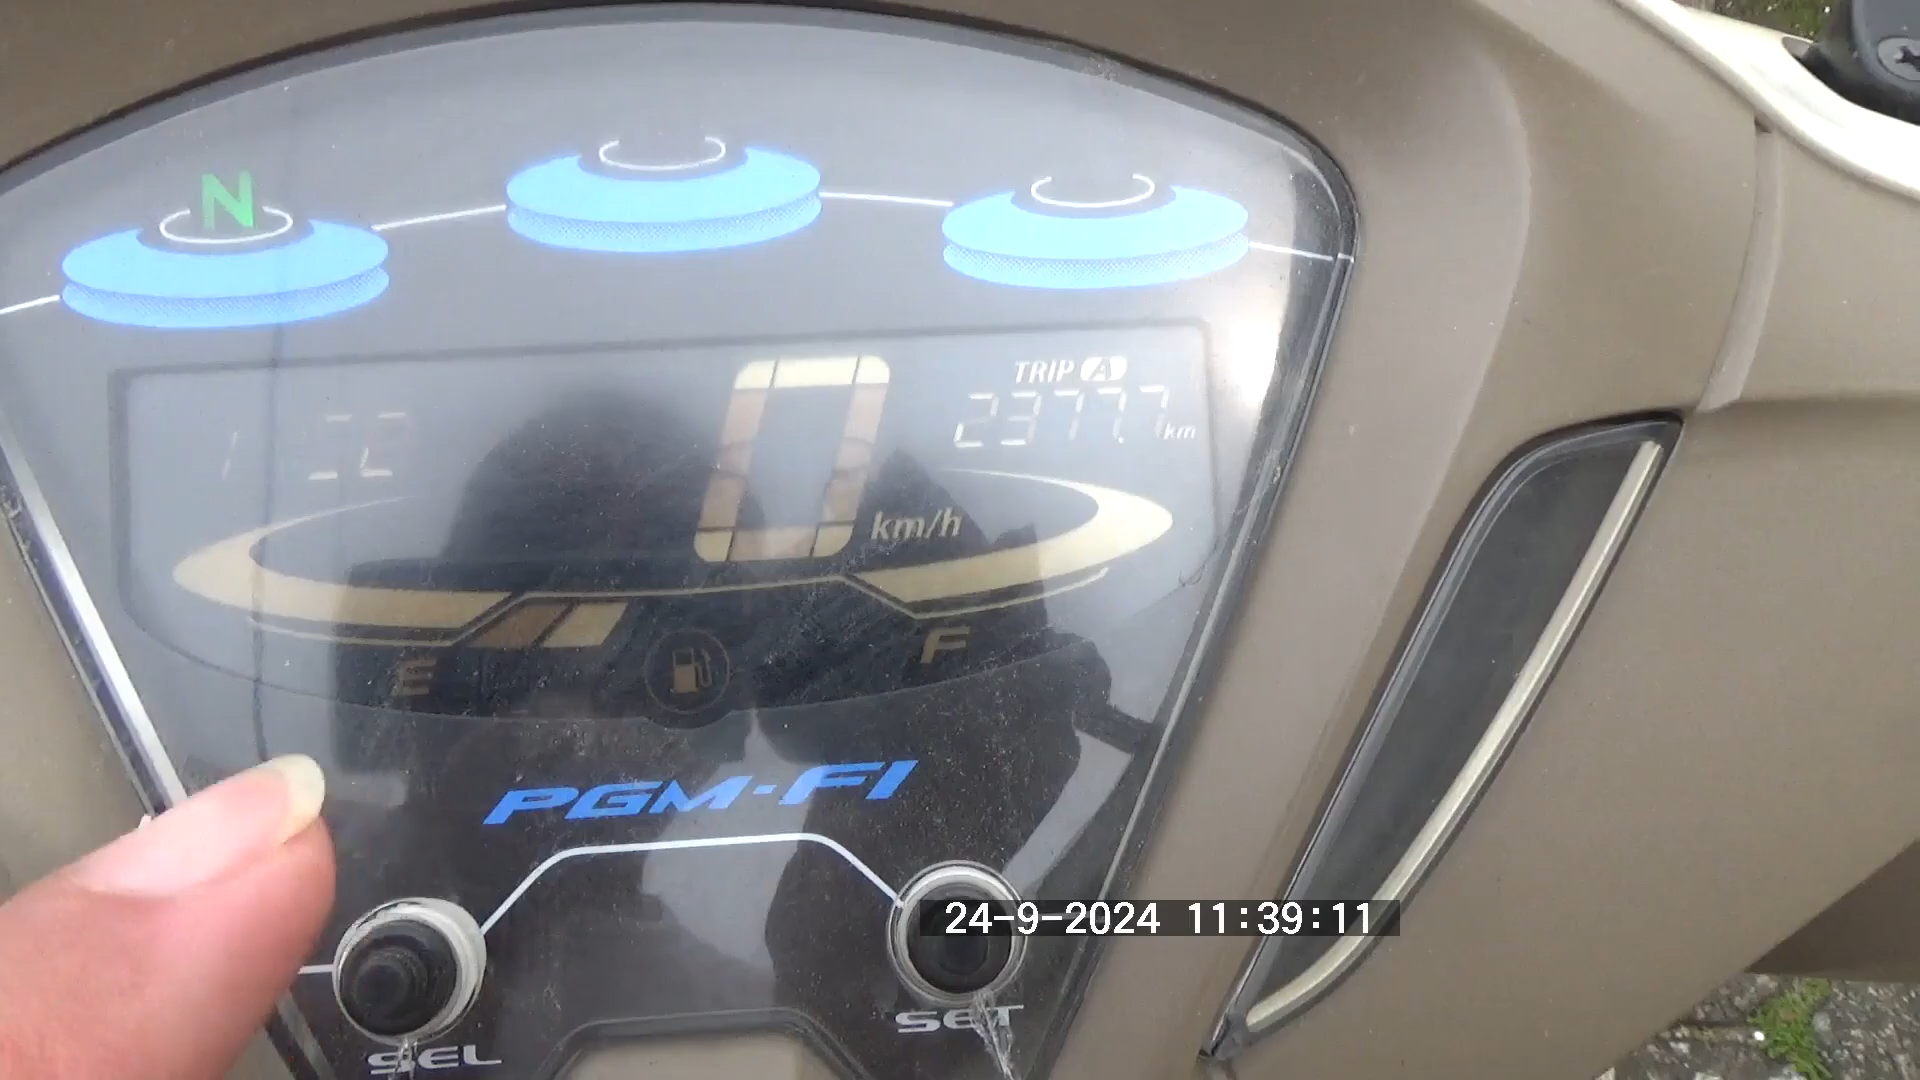 N
TRIP A
2377.7 km
0 km/h
E F
PGM-FI
24-9-2024 11:39:11
SET
SEL